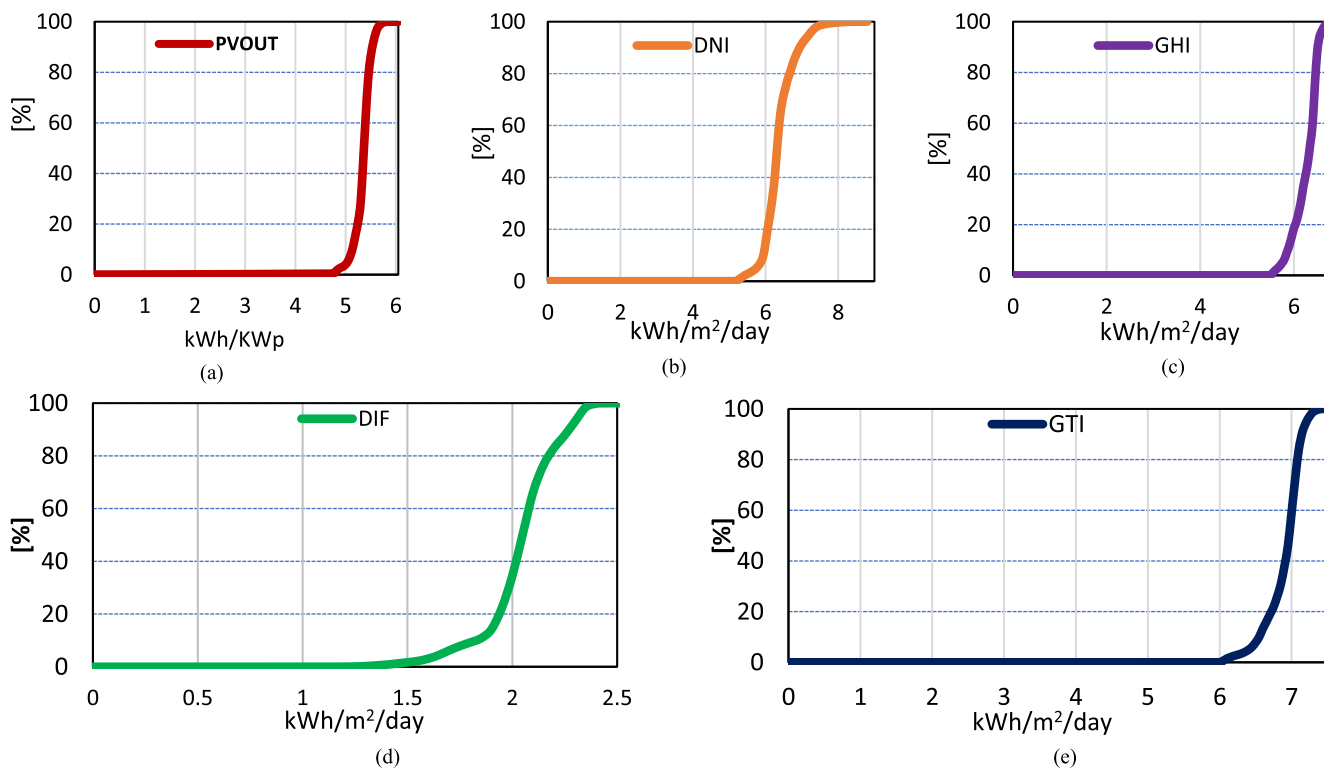 PVOUT
[%]
100
80
60
40
20
0
0 1 2 3 4 5 6
kWh/KWp
(a)
DNI
[%]
100
80
60
40
20
0
0 2 4 6 8
kWh/m²/day
(b)
GHI
[%]
100
80
60
40
20
0
0 2 4 6
kWh/m²/day
(c)
DIF
[%]
100
80
60
40
20
0
0 0.5 1 1.5 2 2.5
kWh/m²/day
(d)
GTI
[%]
100
80
60
40
20
0
0 1 2 3 4 5 6 7
kWh/m²/day
(e)